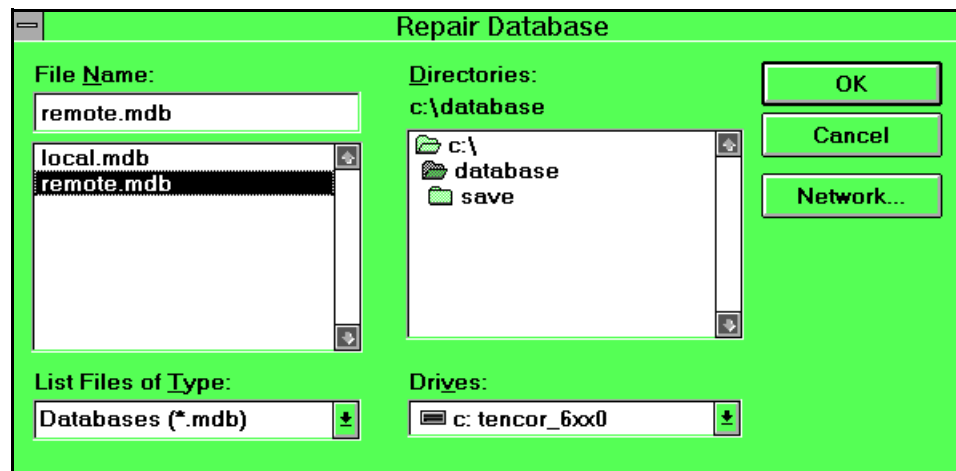 Repair Database
File Name:
remote.mdb
local.mdb
remote.mdb
List Files of Type:
Databases (*.mdb)
Directories:
c:\database
c:\
database
save
Drives:
c: tencor_6xx0
OK
Cancel
Network...